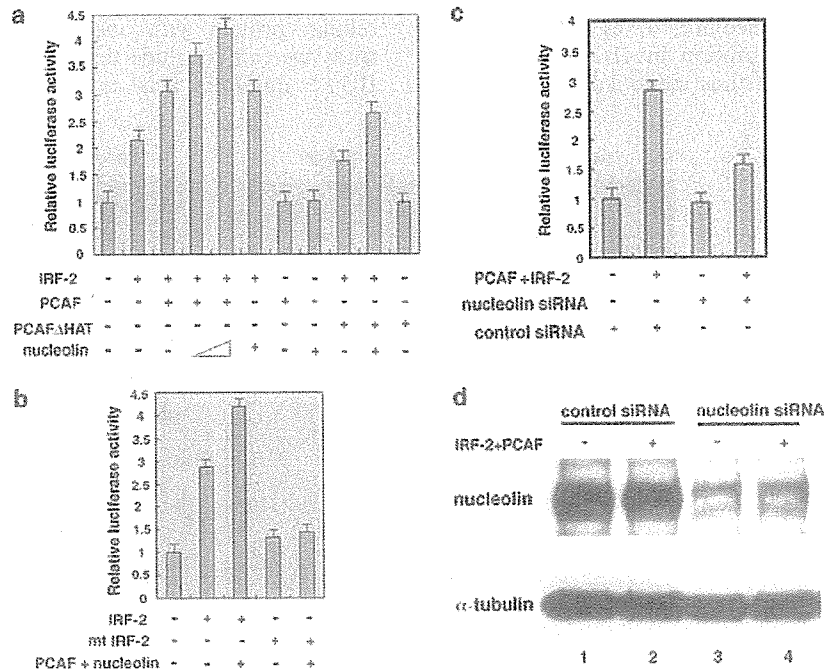 a
Relative luciferase activity
4.5
4
3.5
3
2.5
2
1.5
1
0.5
0
IRF-2 - + + + + + - - + + -
PCAF - - + + + - + - - - -
PCAFΔHAT - - - - - - - - + + +
nucleolin - - - + - + - + -
b
Relative luciferase activity
4.5
4
3.5
3
2.5
2
1.5
1
0.5
0
IRF-2 - + + - -
mt IRF-2 - - - + +
PCAF + nucleolin - - + - +
c
Relative luciferase activity
4
3.5
3
2.5
2
1.5
1
0.5
0
PCAF +IRF-2 - + - +
nucleolin siRNA - - + +
control siRNA + + - -
d
control siRNA nucleolin siRNA
IRF-2+PCAF - + - +
nucleolin
α-tubulin
1 2 3 4